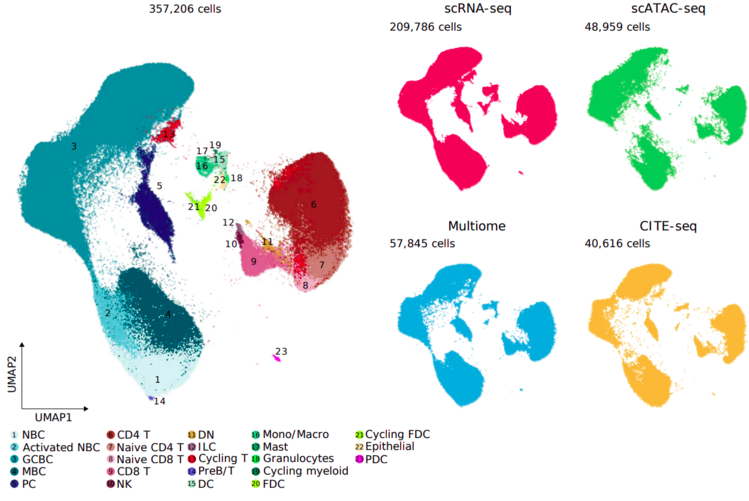 357,206 cells
scRNA-seq
209,786 cells
scATAC-seq
48,959 cells
Multiome
57,845 cells
CITE-seq
40,616 cells
3
13
19
17
15
16
22
18
5
21
20
6
12
11
10
9
7
8
2
4
23
1
14
UMAP2
UMAP1
1 NBC
2 Activated NBC
3 GCBC
4 MBC
5 PC
6 CD4 T
7 Naive CD4 T
8 Naive CD8 T
9 CD8 T
10 NK
11 DN
12 ILC
13 Cycling T
14 PreB/T
15 DC
16 Mono/Macro
17 Mast
18 Granulocytes
19 Cycling myeloid
20 FDC
21 Cycling FDC
22 Epithelial
23 PDC